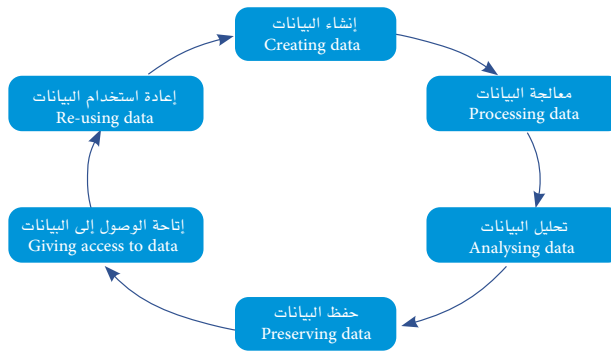 إنشاء البيانات
Creating data
معالجة البيانات
Processing data
تحليل البيانات
Analysing data
حفظ البيانات
Preserving data
إتاحة الوصول إلى البيانات
Giving access to data
إعادة استخدام البيانات
Re-using data